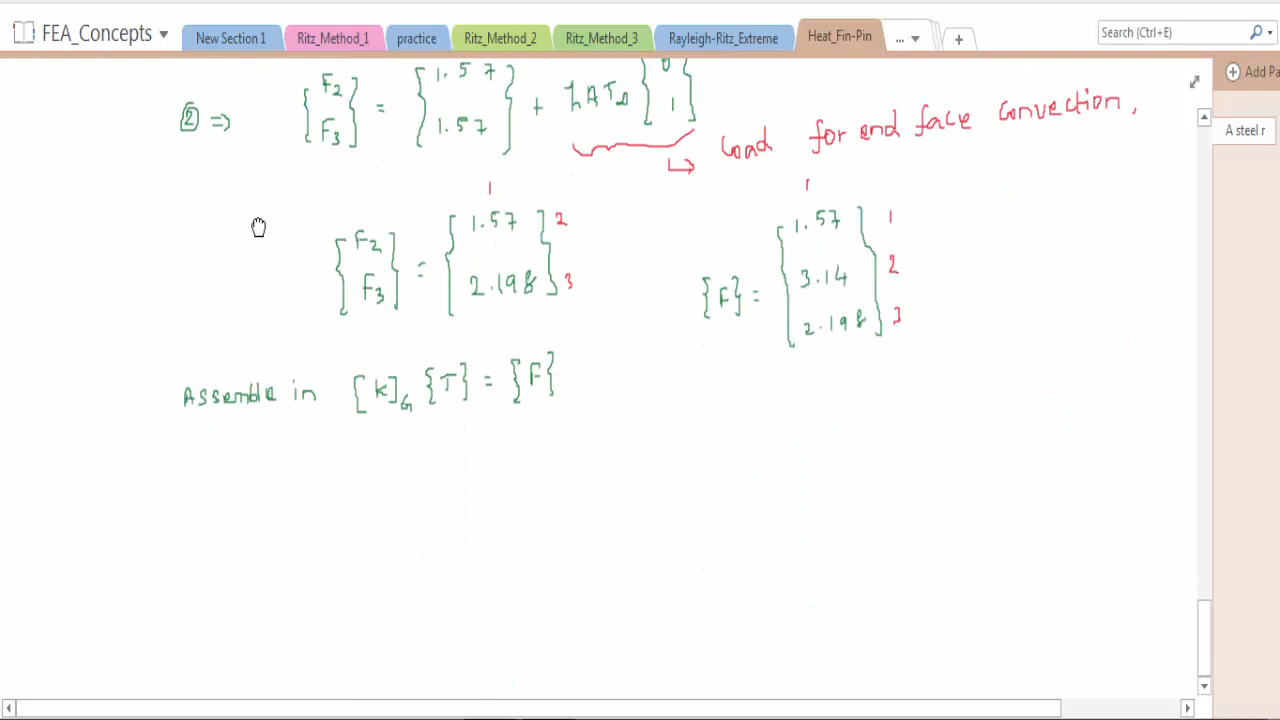 FEA_Concepts
New Section 1
Ritz_Method_1
practice
Ritz_Method_2
Ritz_Method_3
Rayleigh-Ritz_Extreme
Heat_Fin-Pin
...
+
Search (Ctrl+E)
Add Pa
A steel r
② ⇒ {F₂ F₃} = {1.57 1.57} + hAT∞ {0 1}
↳ Load for end face convection.
1
{F₂ F₃} = {1.57 2.198} 2 3
1
{F} = {1.57 3.14 2.198} 1 2 3
Assemble in [K]G {T} = {F}